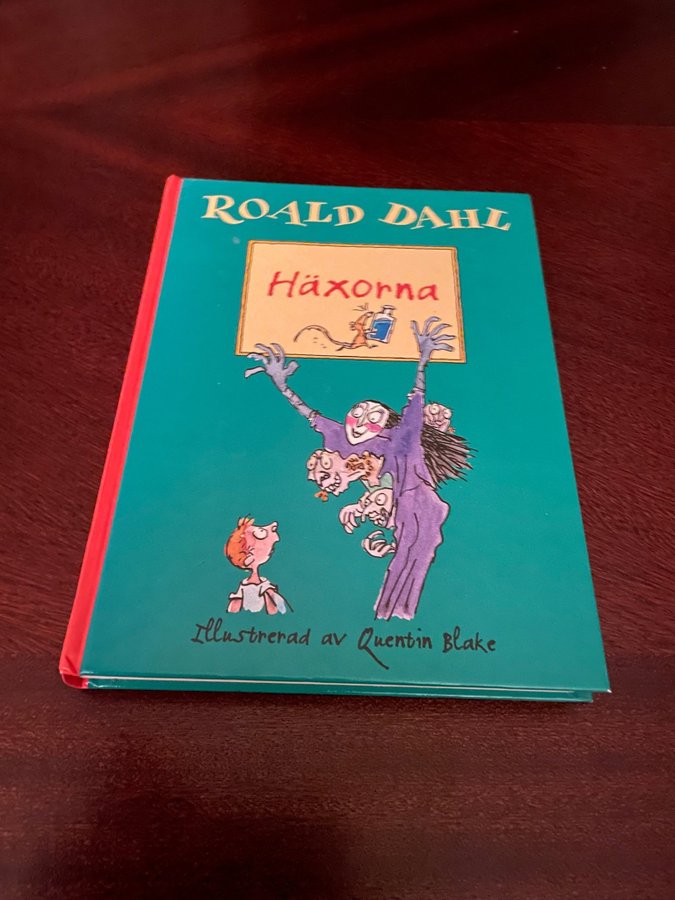 ROALD DAHL
Häxorna
Illustrerad av Quentin Blake